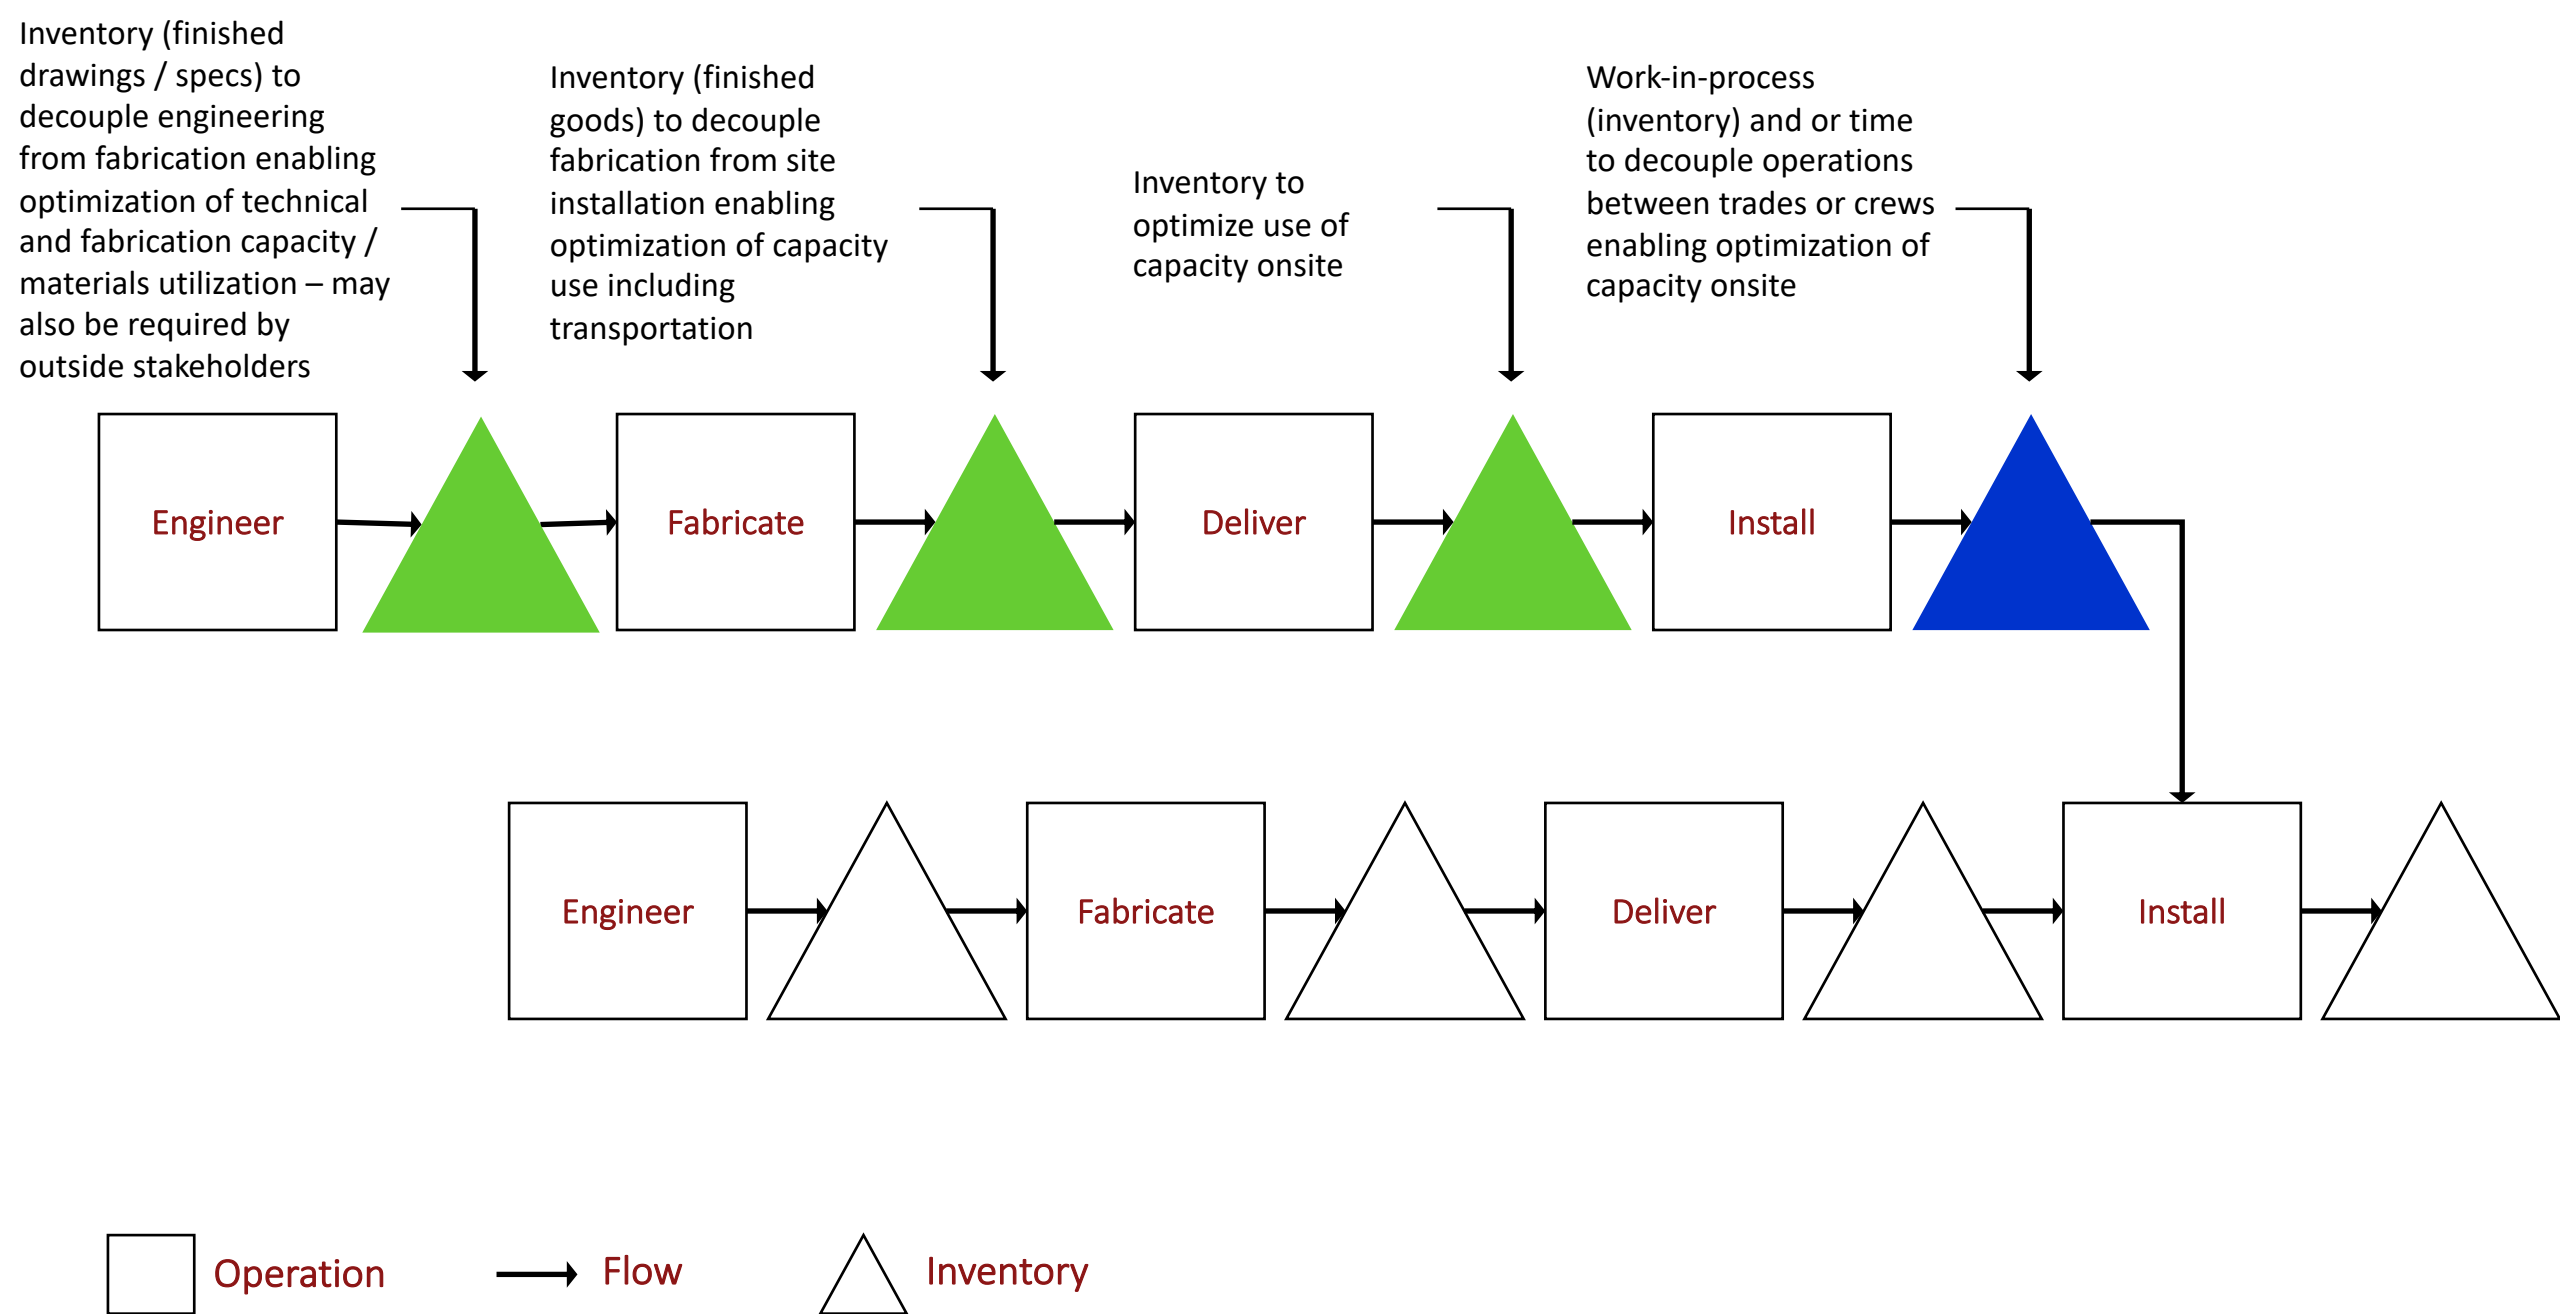 Inventory (finished
drawings / specs) to
decouple engineering
from fabrication enabling
optimization of technical
and fabrication capacity /
materials utilization – may
also be required by
outside stakeholders
Inventory (finished
goods) to decouple
fabrication from site
installation enabling
optimization of capacity
use including
transportation
Inventory to
optimize use of
capacity onsite
Work-in-process
(inventory) and or time
to decouple operations
between trades or crews
enabling optimization of
capacity onsite
Engineer
Fabricate
Deliver
Install
Engineer
Fabricate
Deliver
Install
Operation
Flow
Inventory